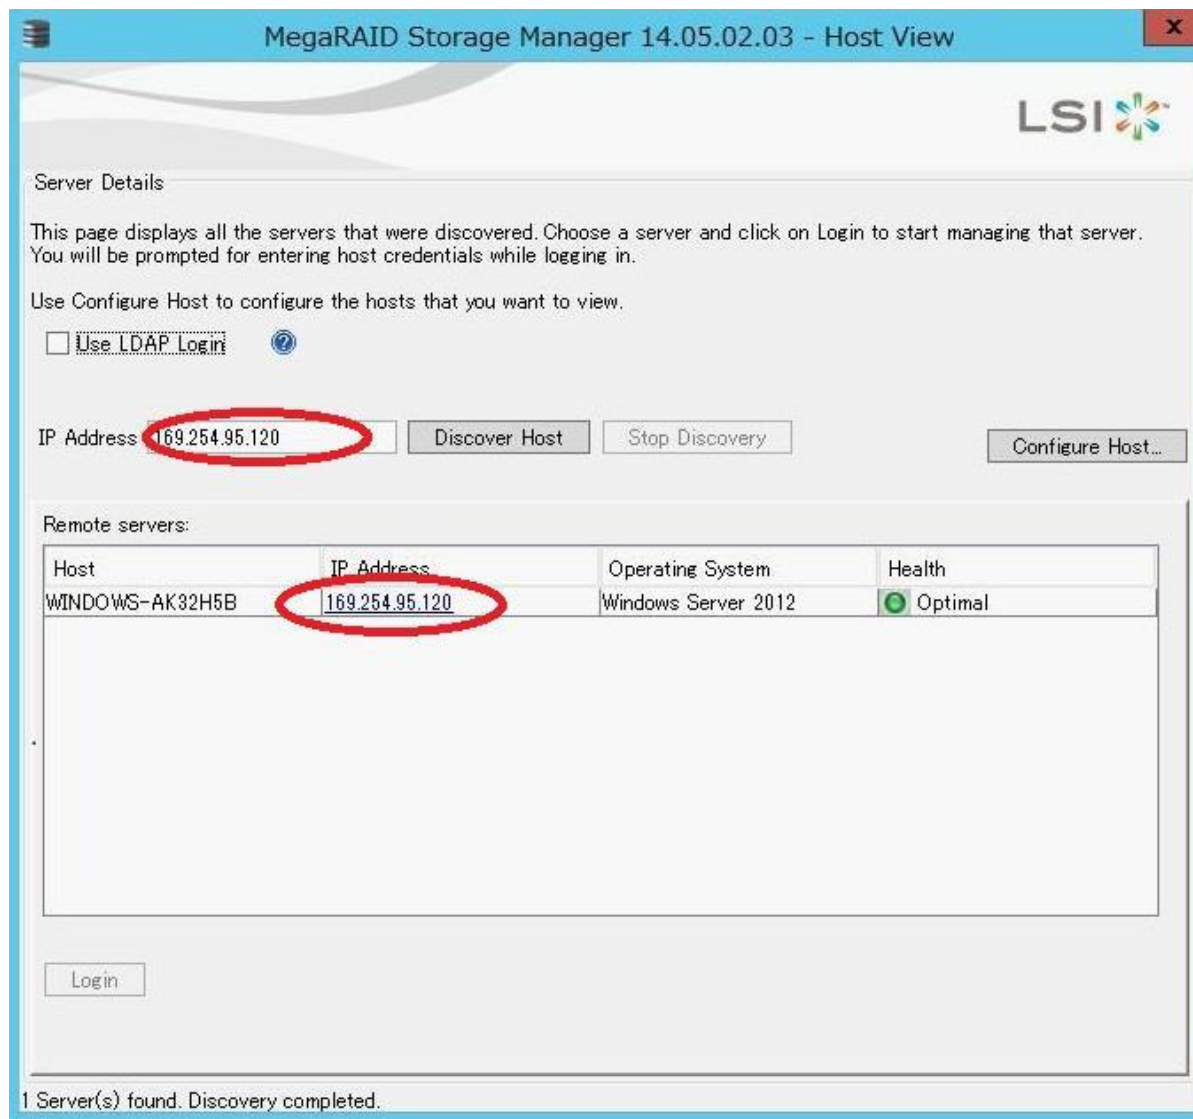 MegaRAID Storage Manager 14.05.02.03 - Host View
x
LSI
Server Details
This page displays all the servers that were discovered. Choose a server and click on Login to start managing that server.
You will be prompted for entering host credentials while logging in.
Use Configure Host to configure the hosts that you want to view.
Use LDAP Login ?
IP Address 169.254.95.120 Discover Host Stop Discovery Configure Host...
Remote servers:
Host IP Address Operating System Health
WINDOWS-AK32H5B 169.254.95.120 Windows Server 2012 Optimal
Login
1 Server(s) found. Discovery completed.